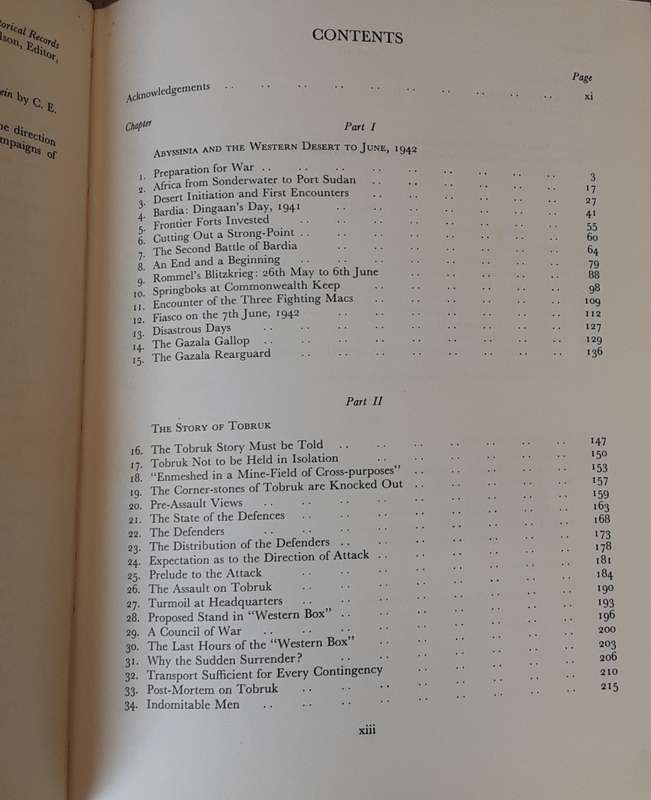 orical Records
lson, Editor,
ein by C. E.
e direction
mpaigns of
CONTENTS
Page
Acknowledgements xi
Chapter
Part I
ABYSSINIA AND THE WESTERN DESERT TO JUNE, 1942
1. Preparation for War 3
2. Africa from Sonderwater to Port Sudan 17
3. Desert Initiation and First Encounters 27
4. Bardia: Dingaan's Day, 1941 41
5. Frontier Forts Invested 55
6. Cutting Out a Strong-Point 60
7. The Second Battle of Bardia 64
8. An End and a Beginning 79
9. Rommel's Blitzkrieg: 26th May to 6th June 88
10. Springboks at Commonwealth Keep 98
11. Encounter of the Three Fighting Macs 109
12. Fiasco on the 7th June, 1942 112
13. Disastrous Days 127
14. The Gazala Gallop 129
15. The Gazala Rearguard 136
Part II
THE STORY OF TOBRUK
16. The Tobruk Story Must be Told 147
17. Tobruk Not to be Held in Isolation 150
18. "Enmeshed in a Mine-Field of Cross-purposes" 153
19. The Corner-stones of Tobruk are Knocked Out 157
20. Pre-Assault Views 159
21. The State of the Defences 163
22. The Defenders 168
23. The Distribution of the Defenders 173
24. Expectation as to the Direction of Attack 178
25. Prelude to the Attack 181
26. The Assault on Tobruk 184
27. Turmoil at Headquarters 190
28. Proposed Stand in "Western Box" 193
29. A Council of War 196
30. The Last Hours of the "Western Box" 200
31. Why the Sudden Surrender? 203
32. Transport Sufficient for Every Contingency 206
33. Post-Mortem on Tobruk 210
34. Indomitable Men 215
xiii